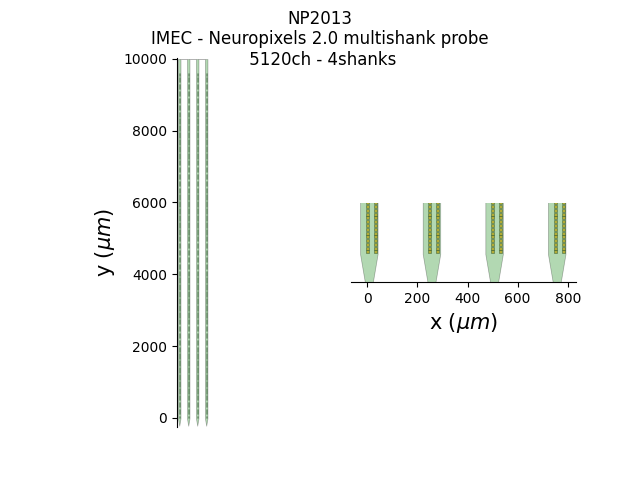 NP2013
IMEC - Neuropixels 2.0 multishank probe
5120ch - 4shanks
10000
8000
6000
4000
2000
0
y (μm)
0 200 400 600 800
x (μm)